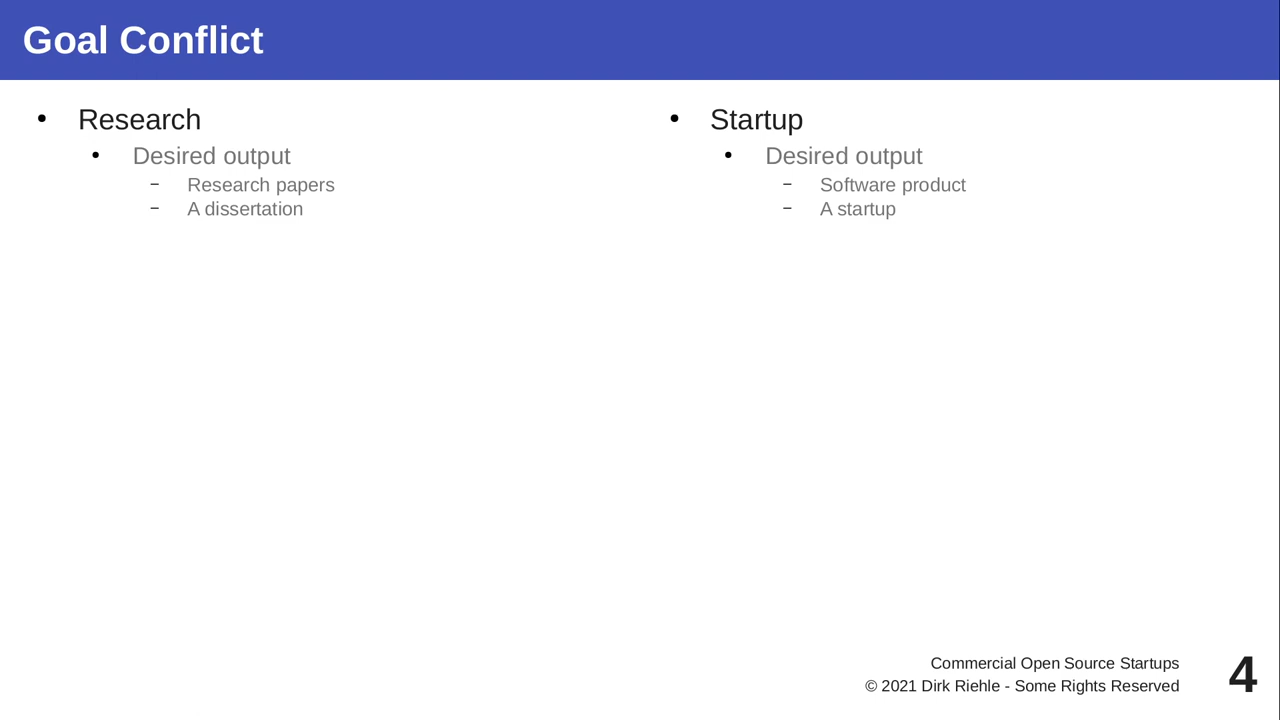 Goal Conflict
• Research
• Desired output
– Research papers
– A dissertation
• Startup
• Desired output
– Software product
– A startup
Commercial Open Source Startups
© 2021 Dirk Riehle - Some Rights Reserved
4